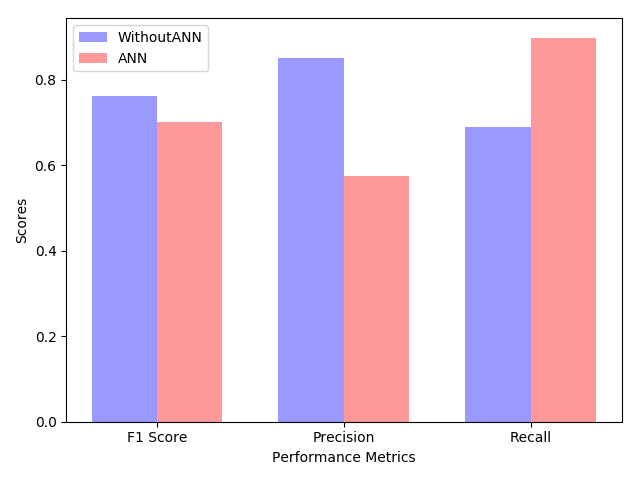 WithoutANN
ANN
0.8
0.6
0.4
0.2
0.0
Scores
F1 Score
Precision
Recall
Performance Metrics